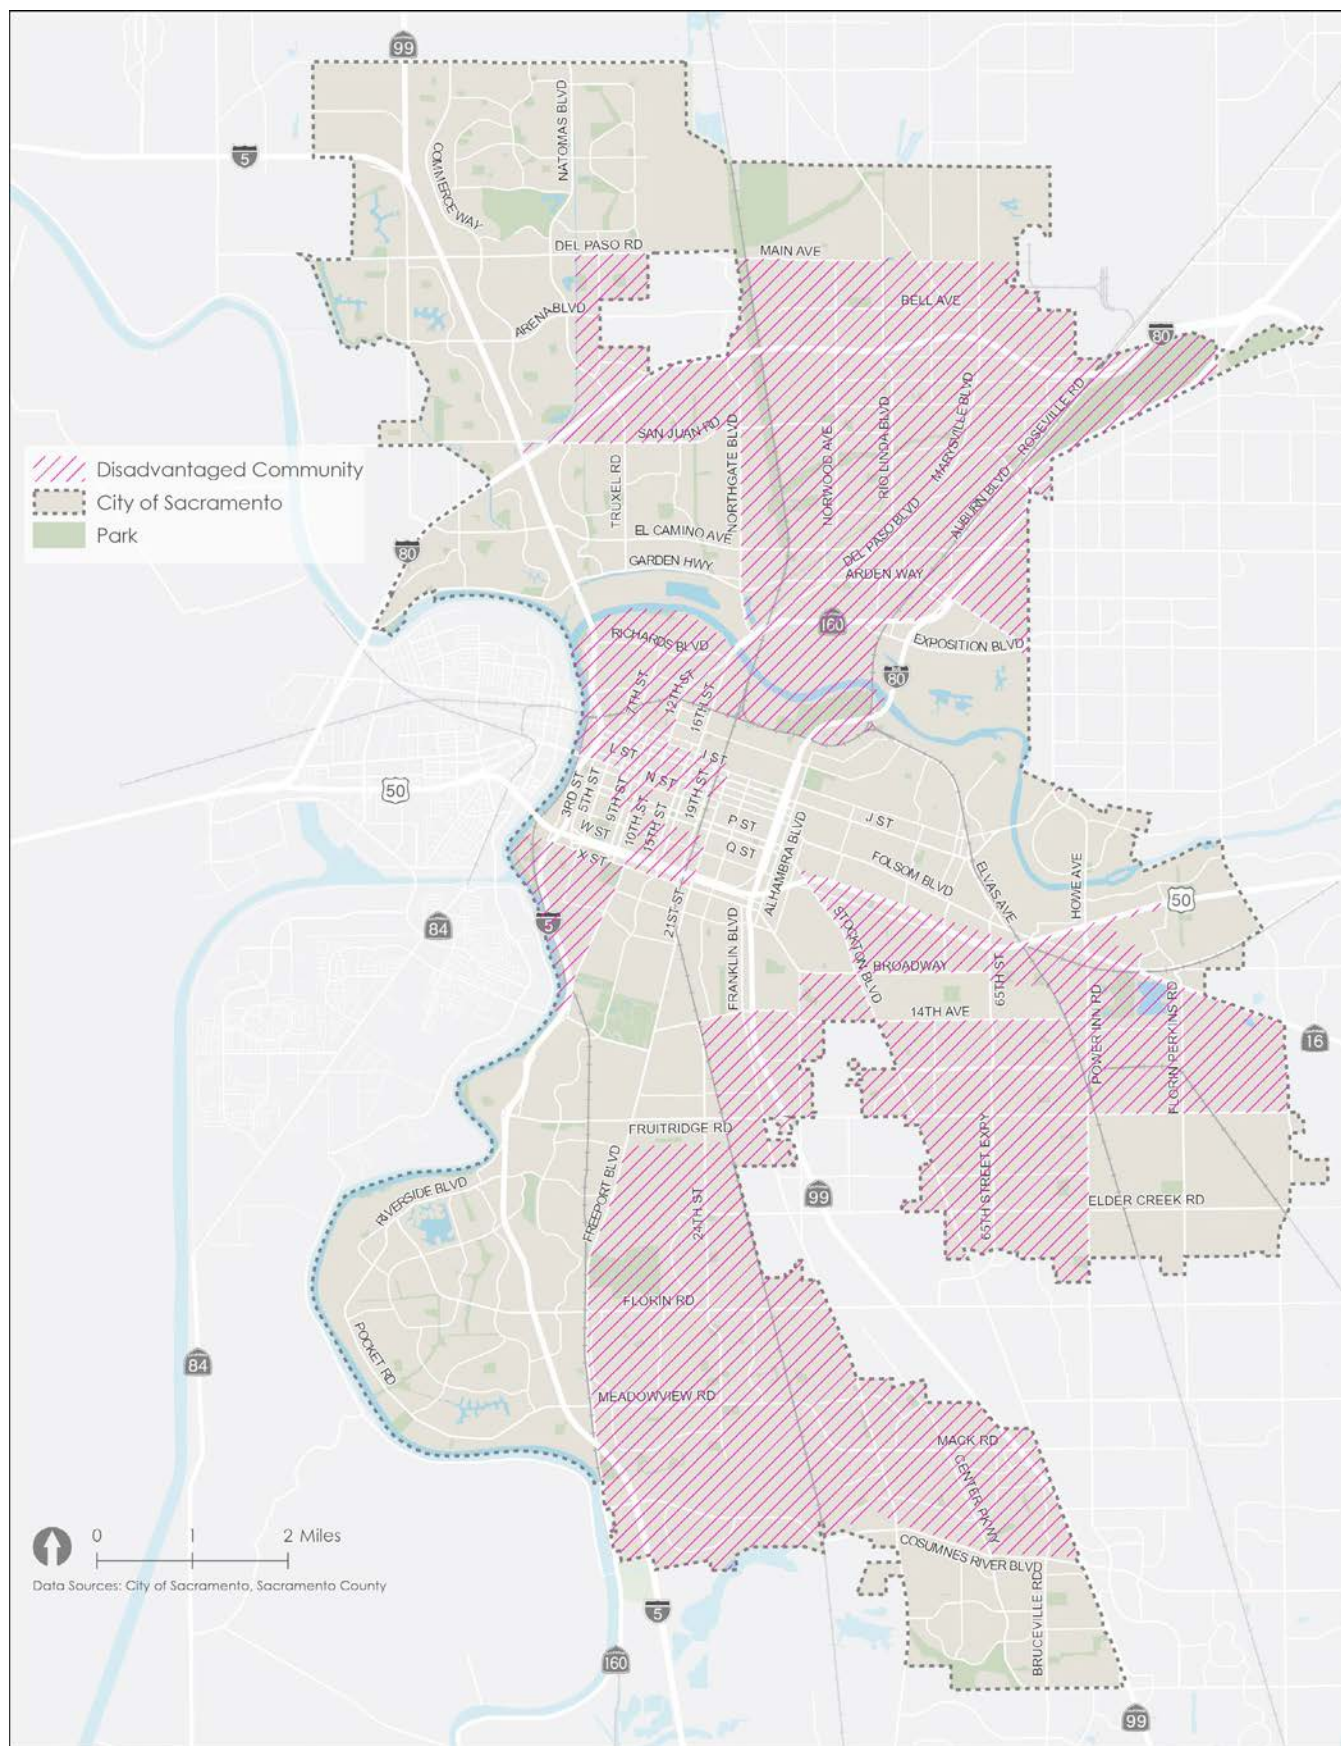 99
5
NATOMAS BLVD
COMMERCE WAY
DEL PASO RD
MAIN AVE
BELL AVE
ARENA BLVD
80
SAN JUAN RD
NORTHGATE BLVD
NORWOOD AVE
RIO LINDA BLVD
MARYSVILLE BLVD
ROSEVILLE RD
Disadvantaged Community
City of Sacramento
Park
TRUXEL RD
EL CAMINO AVE
DEL PASO BLVD
AUBURN BLVD
80
GARDEN HWY
ARDEN WAY
160
RICHARDS BLVD
EXPOSITION BLVD
80
7TH ST
12TH ST
16TH ST
L ST
J ST
N ST
50
3RD ST
5TH ST
9TH ST
10TH ST
15TH ST
19TH ST
W ST
X ST
P ST
Q ST
J ST
ALHAMBRA BLVD
FOLSOM BLVD
ELVAS AVE
HOWE AVE
50
84
5
21ST ST
FRANKLIN BLVD
STOCKTON BLVD
BROADWAY
65TH ST
14TH AVE
POWER INN RD
FLORIN PERKINS RD
16
FRUITRIDGE RD
FREEPORT BLVD
24TH ST
99
65TH STREET EXPY
ELDER CREEK RD
RIVERSIDE BLVD
FLORIN RD
POCKET RD
84
MEADOWVIEW RD
MACK RD
CENTER PKWY
COSUMNES RIVER BLVD
BRUCEVILLE RD
0 1 2 Miles
Data Sources: City of Sacramento, Sacramento County
5
160
99